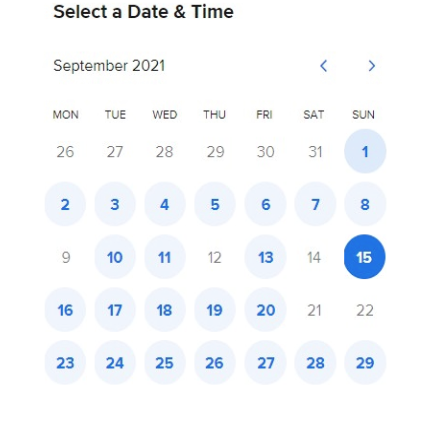 Select a Date & Time
September 2021
MON TUE WED THU FRI SAT SUN
26 27 28 29 30 31 1
2 3 4 5 6 7 8
9 10 11 12 13 14 15
16 17 18 19 20 21 22
23 24 25 26 27 28 29